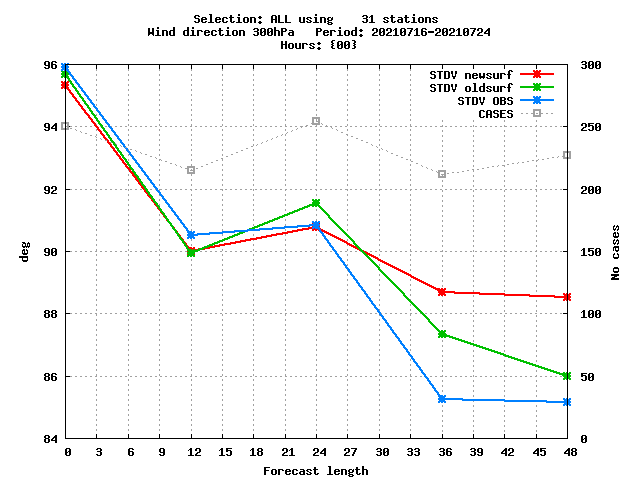 Selection: ALL using    31 stations
Wind direction 300hPa   Period: 20210716-20210724
Hours: {00}
STDV newsurf
STDV oldsurf
STDV OBS
CASES
96
94
92
90
88
86
84
deg
300
250
200
150
100
50
0
No cases
0 3 6 9 12 15 18 21 24 27 30 33 36 39 42 45 48
Forecast length